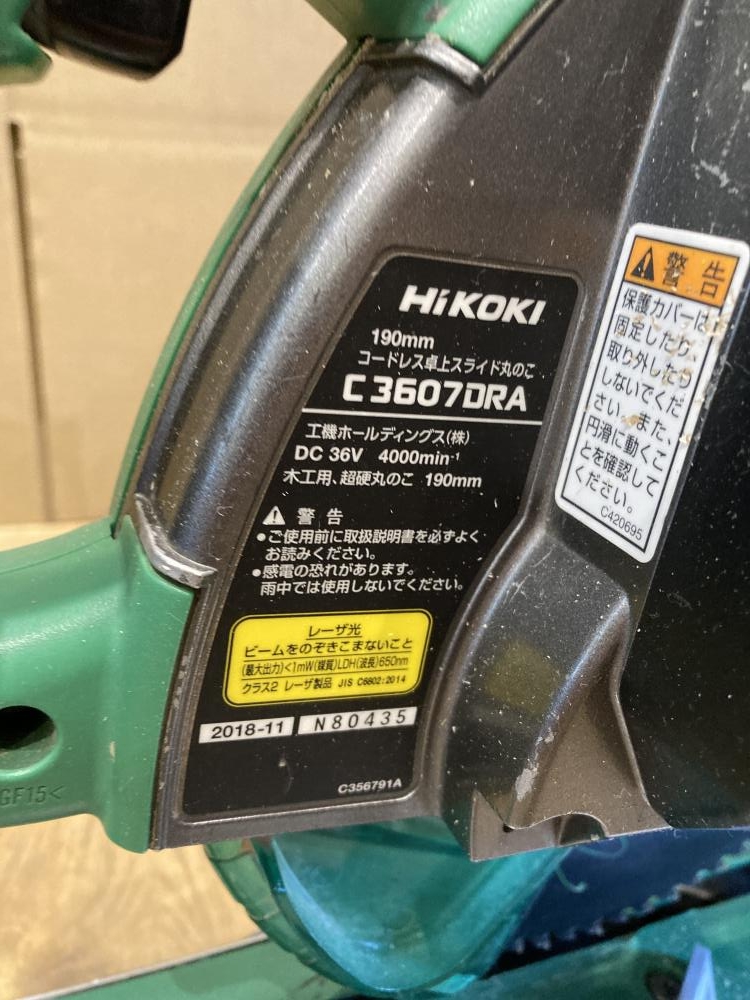 HiKOKI
190mm
コードレス卓上スライド丸のこ
C 3607DRA
工機ホールディングス(株)
DC 36V 4000min⁻¹
木工用、超硬丸のこ 190mm
警告
●ご使用前に取扱説明書を必ずよく
お読みください。
●感電の恐れがあります。
雨中では使用しないでください。
レーザ光
ビームをのぞきこまないこと
(最大出力)<1mW(媒質)LDH(波長)650nm
クラス2 レーザ製品 JIS C6802:2014
2018-11 N80435
C356791A
警告
保護カバーは
固定したり、
取り外したり
しないでくだ
さい。また、
円滑に動くこ
とを確認して
ください。
C420695
GF15<